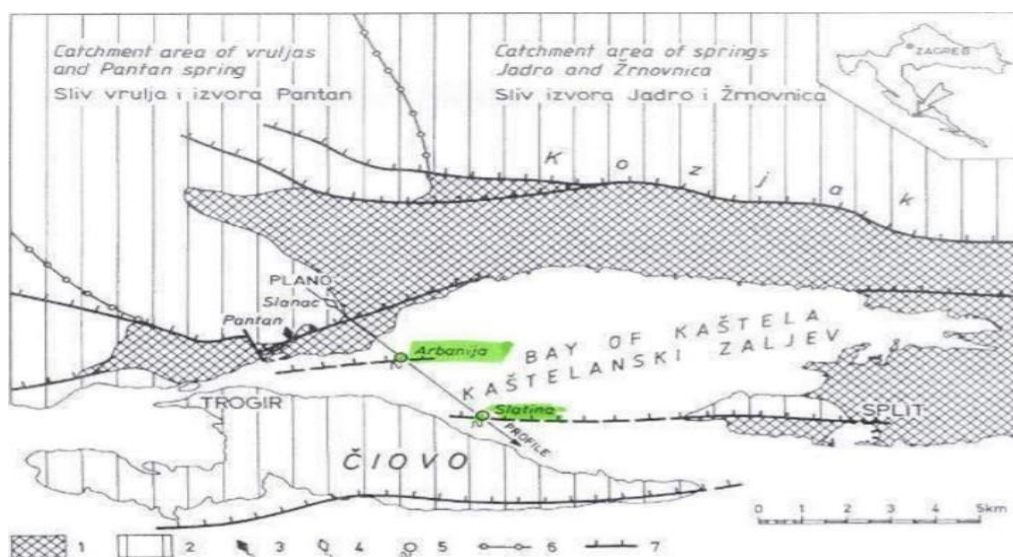 Catchment area of vruljas
and Pantan spring
Sliv vrulja i izvora Pantan
Catchment area of springs
Jadro and Žrnovnica
Sliv izvora Jadro i Žrnovnica
ZAGREB
Kozjak
PLANO
Slanac
Pantan
Arbanija
BAY OF KAŠTELA
KAŠTELANSKI ZALJEV
TROGIR
Slatina
SPLIT
PROFILE
ČIOVO
0 1 2 3 4 5km
1 2 3 4 5 6 7